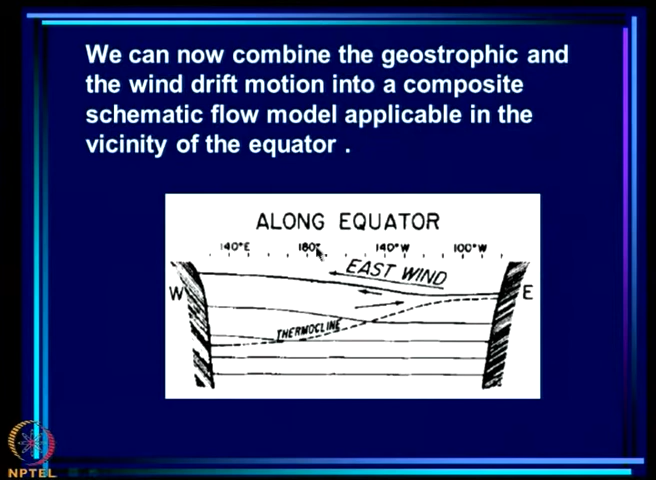 We can now combine the geostrophic and
the wind drift motion into a composite
schematic flow model applicable in the
vicinity of the equator .
ALONG EQUATOR
140°E 180° 140°W 100°W
EAST WIND
W E
THERMOCLINE
NPTEL